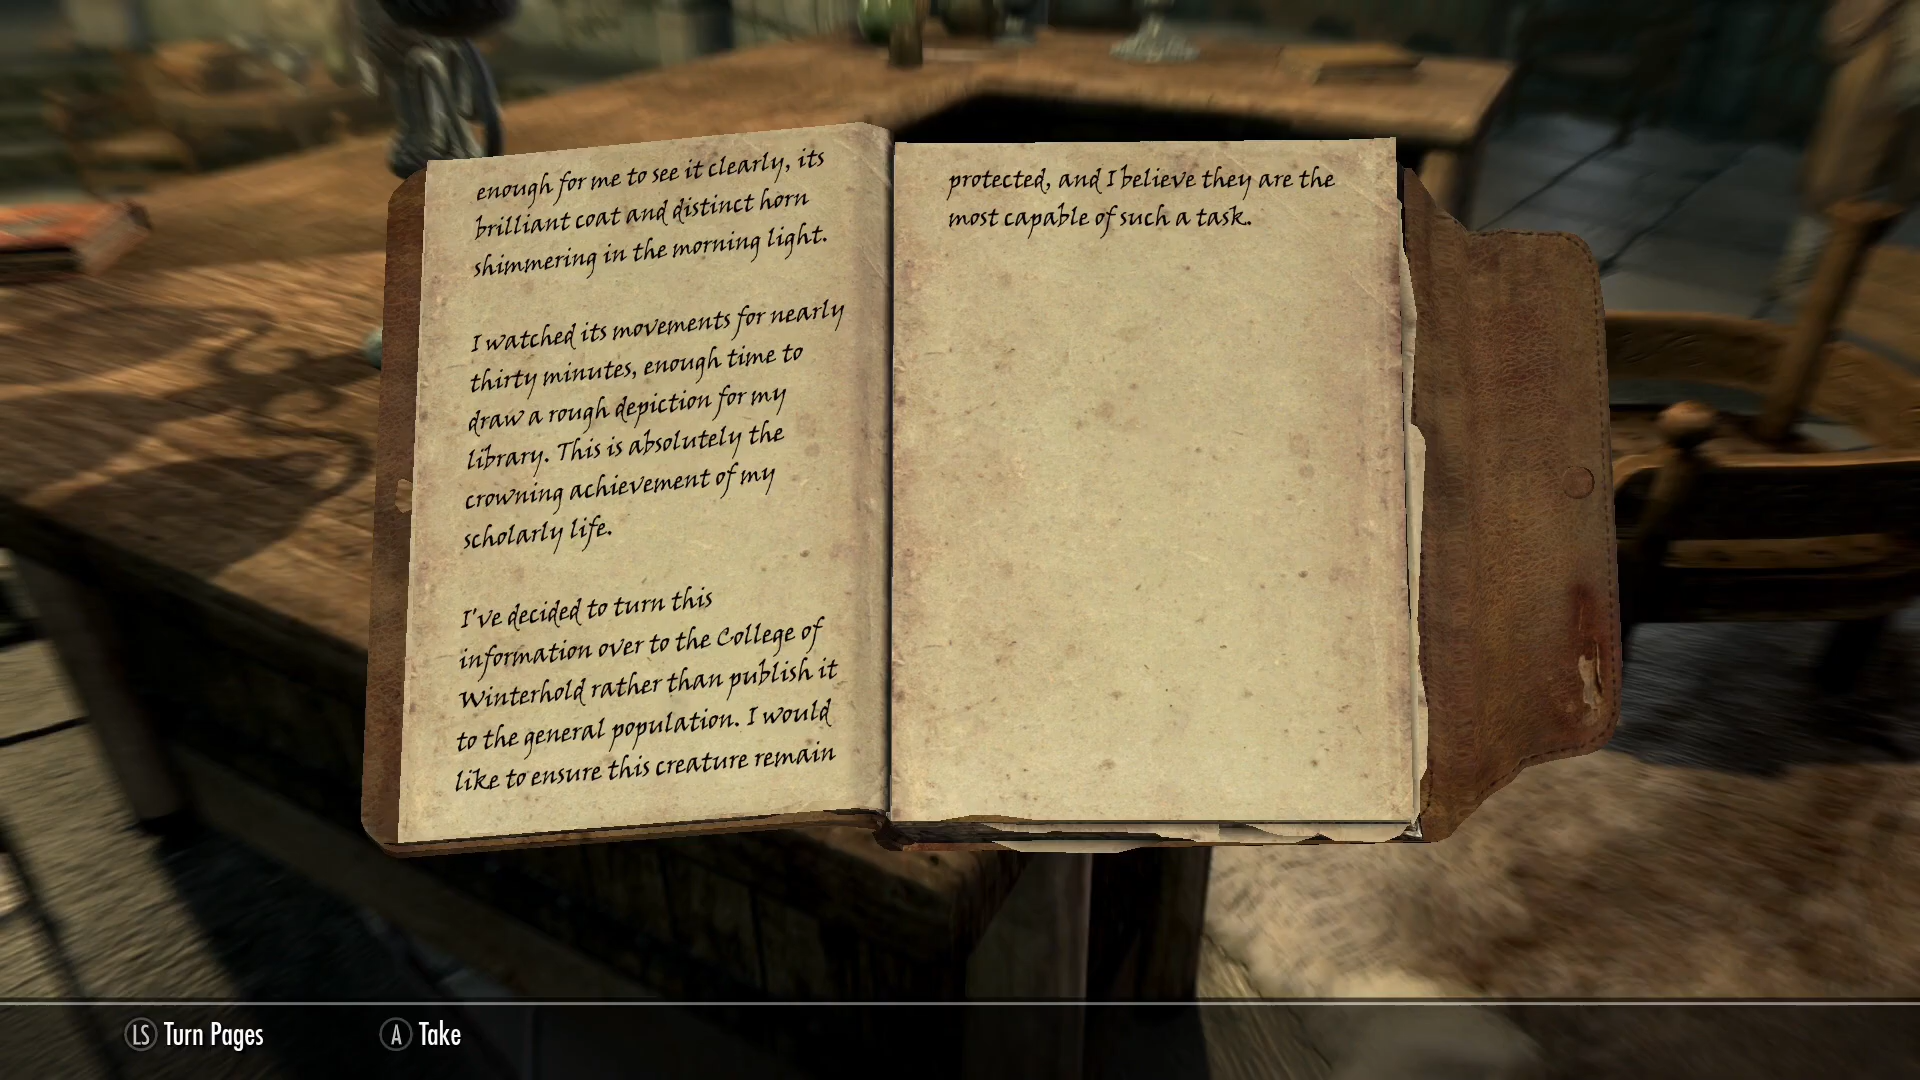 enough for me to see it clearly, its
brilliant coat and distinct horn
shimmering in the morning light.
I watched its movements for nearly
thirty minutes, enough time to
draw a rough depiction for my
library. This is absolutely the
crowning achievement of my
scholarly life.
I've decided to turn this
information over to the College of
Winterhold rather than publish it
to the general population. I would
like to ensure this creature remain
protected, and I believe they are the
most capable of such a task.
LS Turn Pages
A Take